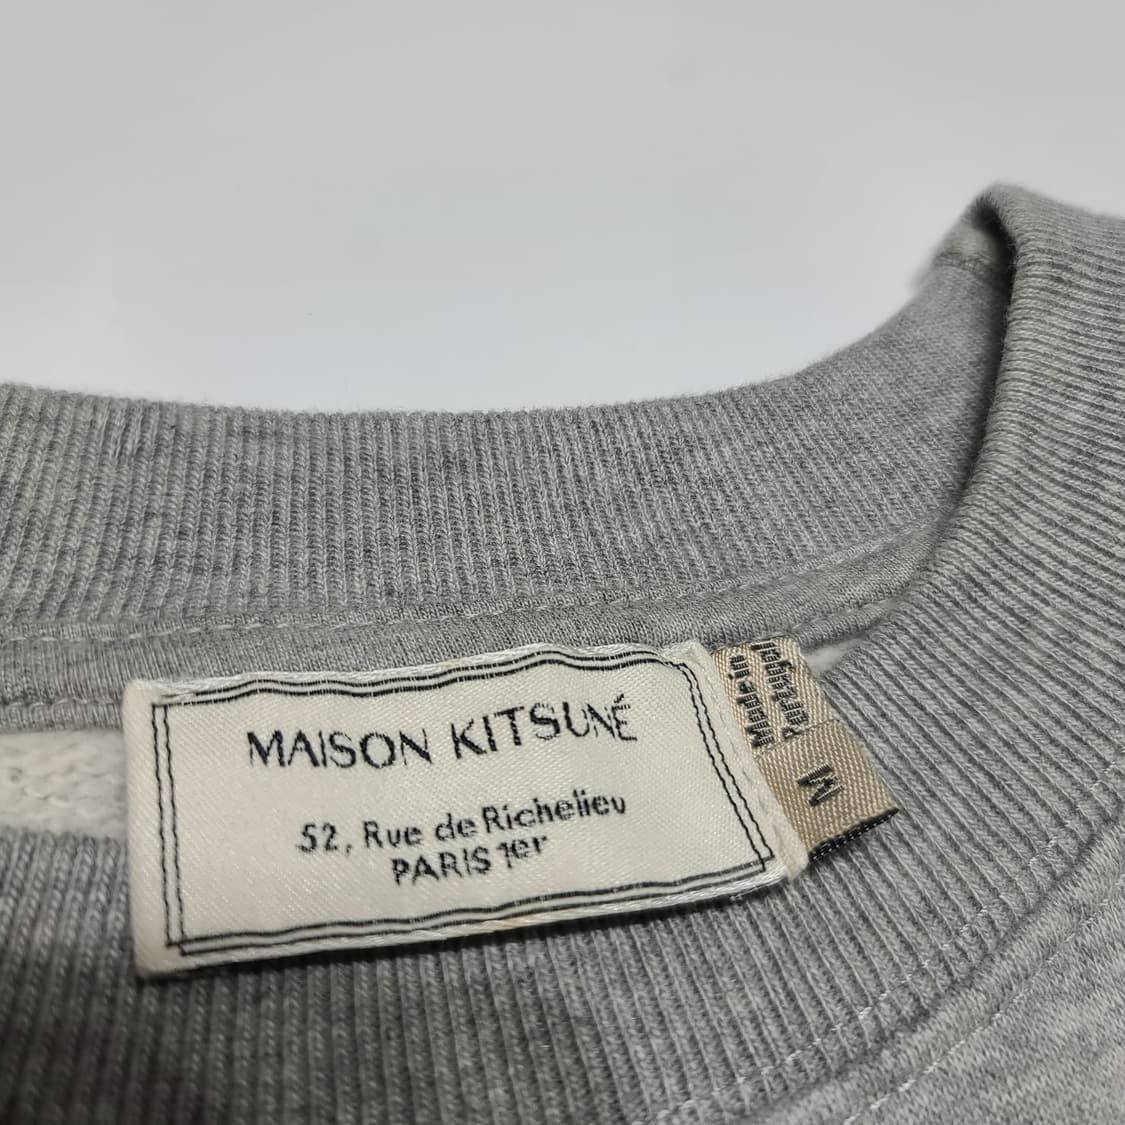 MAISON KITSUNÉ
52, Rue de Richelieu
PARIS 1er
Made in
Portugal
M